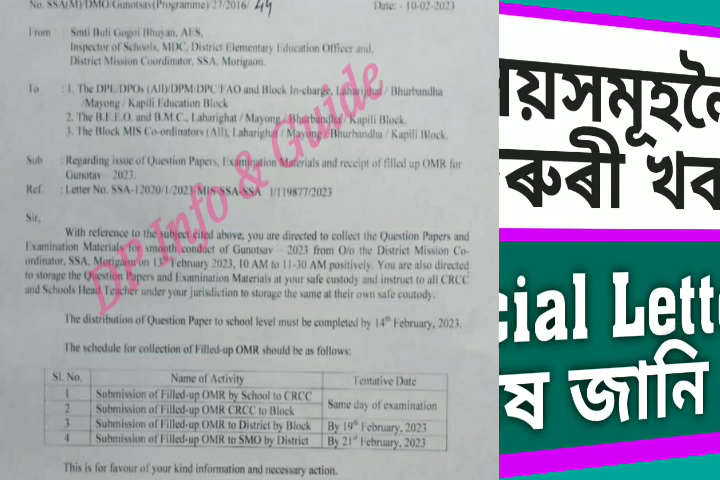 No. SSA(M)/DMO/Gunotsav(Programme)/27/2016/ 44 Date: - 10-02-2023
From : Smti Buli Gogoi Bhuyan, AES,
Inspector of Schools, MDC, District Elementary Education Officer and,
District Mission Coordinator, SSA, Morigaon.
To : 1. The DPE/DPOs (All)/DPM/DPC/FAO and Block In-charge, Laharighat / Bhurbandha
/Mayong / Kapili Education Block
2. The B.E.E.O. and B.M.C., Laharighat / Mayong / Bhurbandha / Kapili Block.
3. The Block MIS Co-ordinators (All), Laharighat / Mayong / Bhurbandha / Kapili Block.
Sub : Regarding issue of Question Papers, Examination Materials and receipt of filled up OMR for
Gunotav – 2023.
Ref. : Letter No. SSA-12020/1/2023-MIS-SSA-SSA I/119877/2023
Sir,
With reference to the subject cited above, you are directed to collect the Question Papers and
Examination Materials for smooth conduct of Gunotsav – 2023 from O/o the District Mission Co-
ordinator, SSA, Morigaon on 13th February 2023, 10 AM to 11-30 AM positively. You are also directed
to storage the Question Papers and Examination Materials at your safe custody and instruct to all CRCC
and Schools Head Teacher under your jurisdiction to storage the same at their own safe coutody.
The distribution of Question Paper to school level must be completed by 14th February, 2023.
The schedule for collection of Filled-up OMR should be as follows:
Sl. No. Name of Activity Tentative Date
1 Submission of Filled-up OMR by School to CRCC Same day of examination
2 Submission of Filled-up OMR CRCC to Block
3 Submission of Filled-up OMR to District by Block By 19th February, 2023
4 Submission of Filled-up OMR to SMO by District By 21st February, 2023
This is for favour of your kind information and necessary action.
DP Info & Guide
য়সমূহলৈ
ৰুৰী খব
cial Lette
ষ জানি